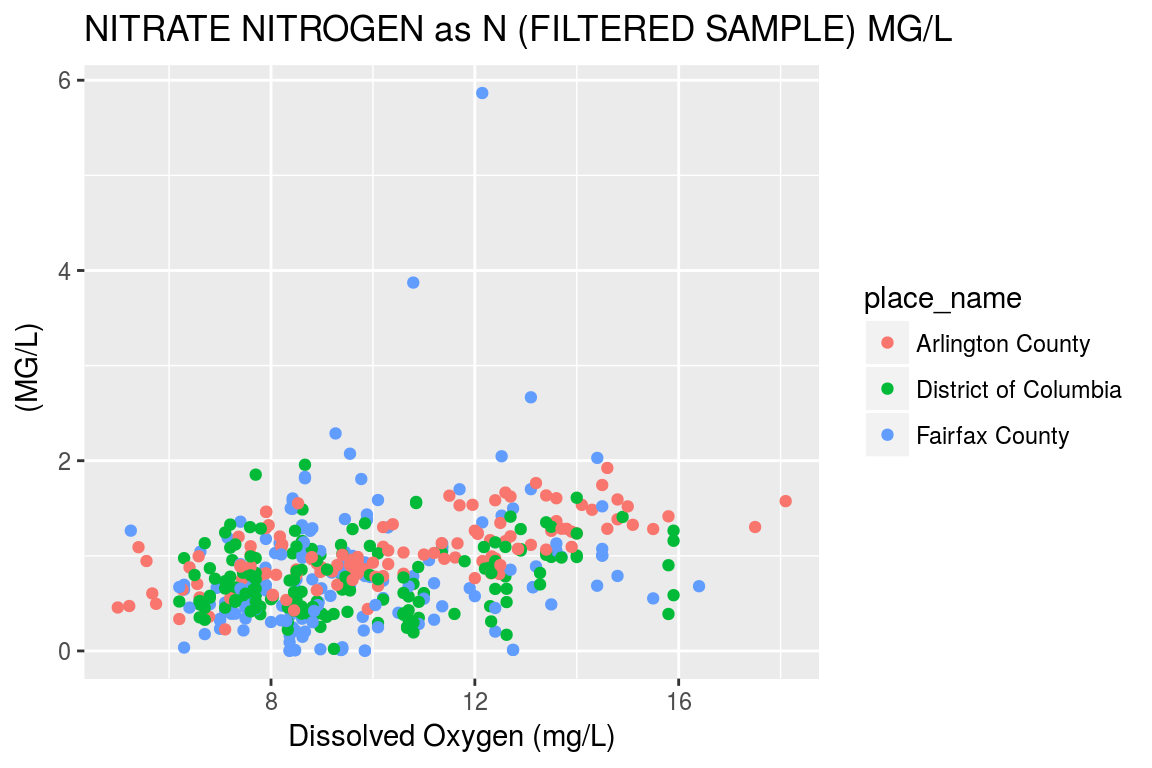 NITRATE NITROGEN as N (FILTERED SAMPLE) MG/L
6
4
2
0
(MG/L)
8 12 16
Dissolved Oxygen (mg/L)
place_name
Arlington County
District of Columbia
Fairfax County